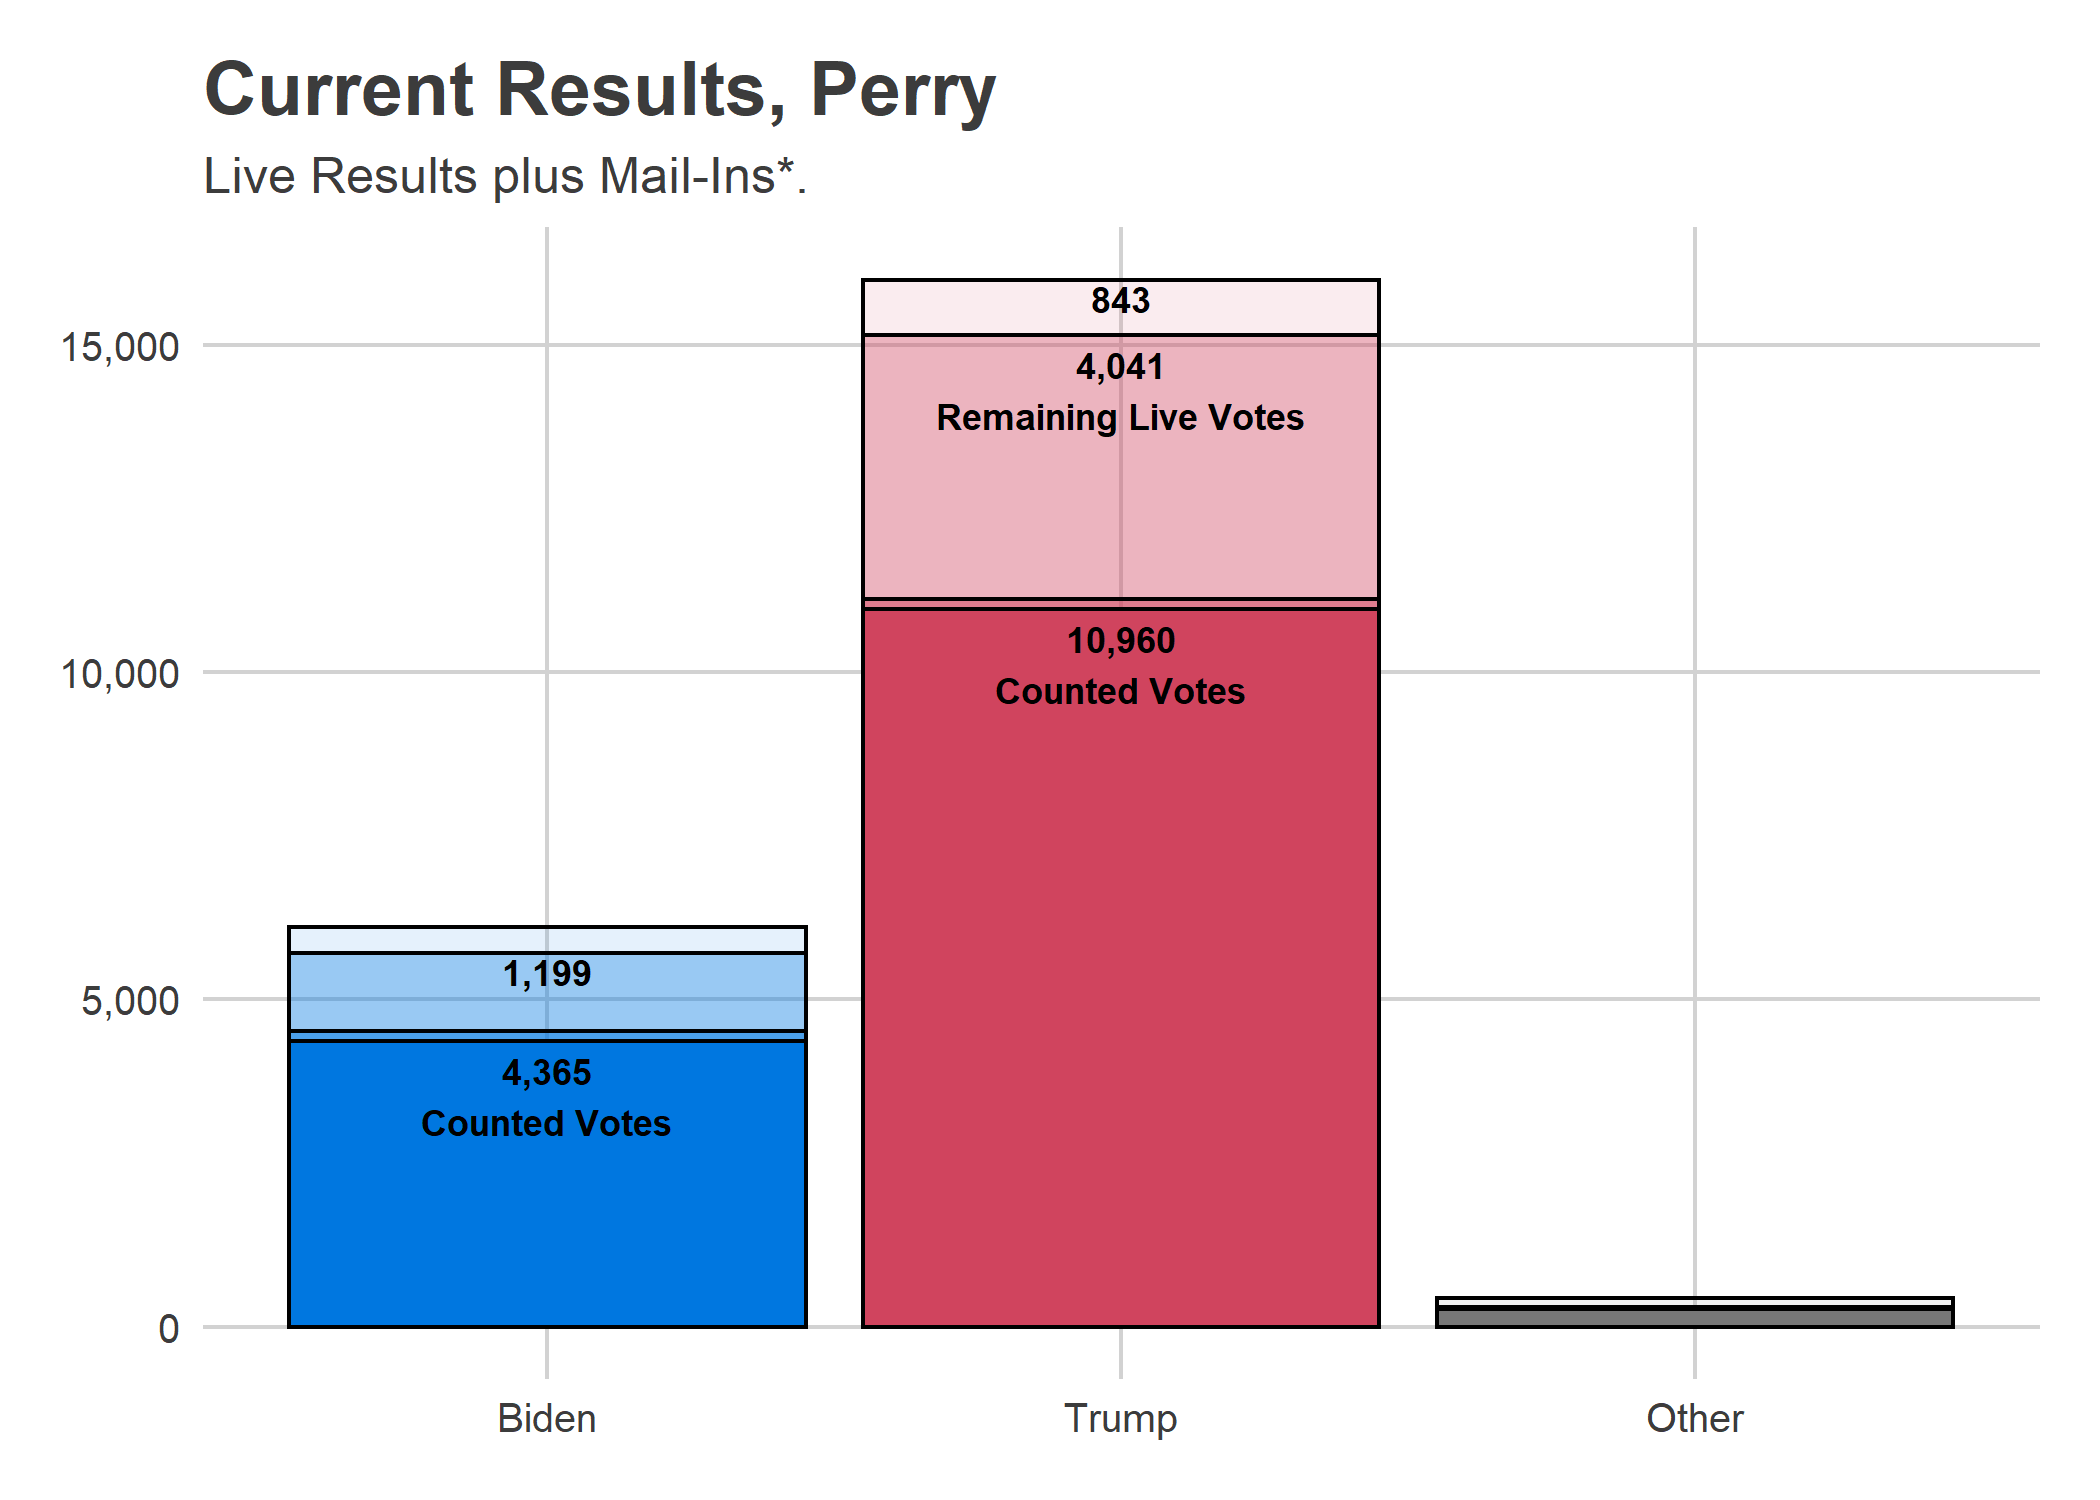 Current Results, Perry
Live Results plus Mail-Ins*.
15,000
10,000
5,000
0
843
4,041
Remaining Live Votes
10,960
Counted Votes
1,199
4,365
Counted Votes
Biden
Trump
Other